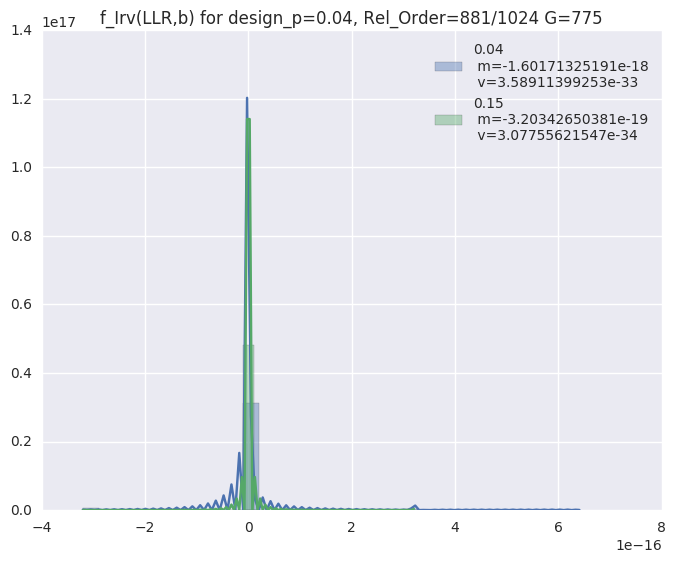 f_Irv(LLR,b) for design_p=0.04, Rel_Order=881/1024 G=775
1e17
1.4
1.2
1.0
0.8
0.6
0.4
0.2
0.0
0.04
m=-1.60171325191e-18
v=3.58911399253e-33
0.15
m=-3.20342650381e-19
v=3.07755621547e-34
−4
−2
0
2
4
6
8
1e−16